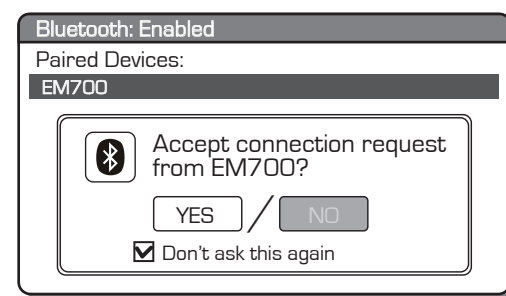 Bluetooth: Enabled
Paired Devices:
EM700
Accept connection request
from EM700?
YES / NO
Don't ask this again